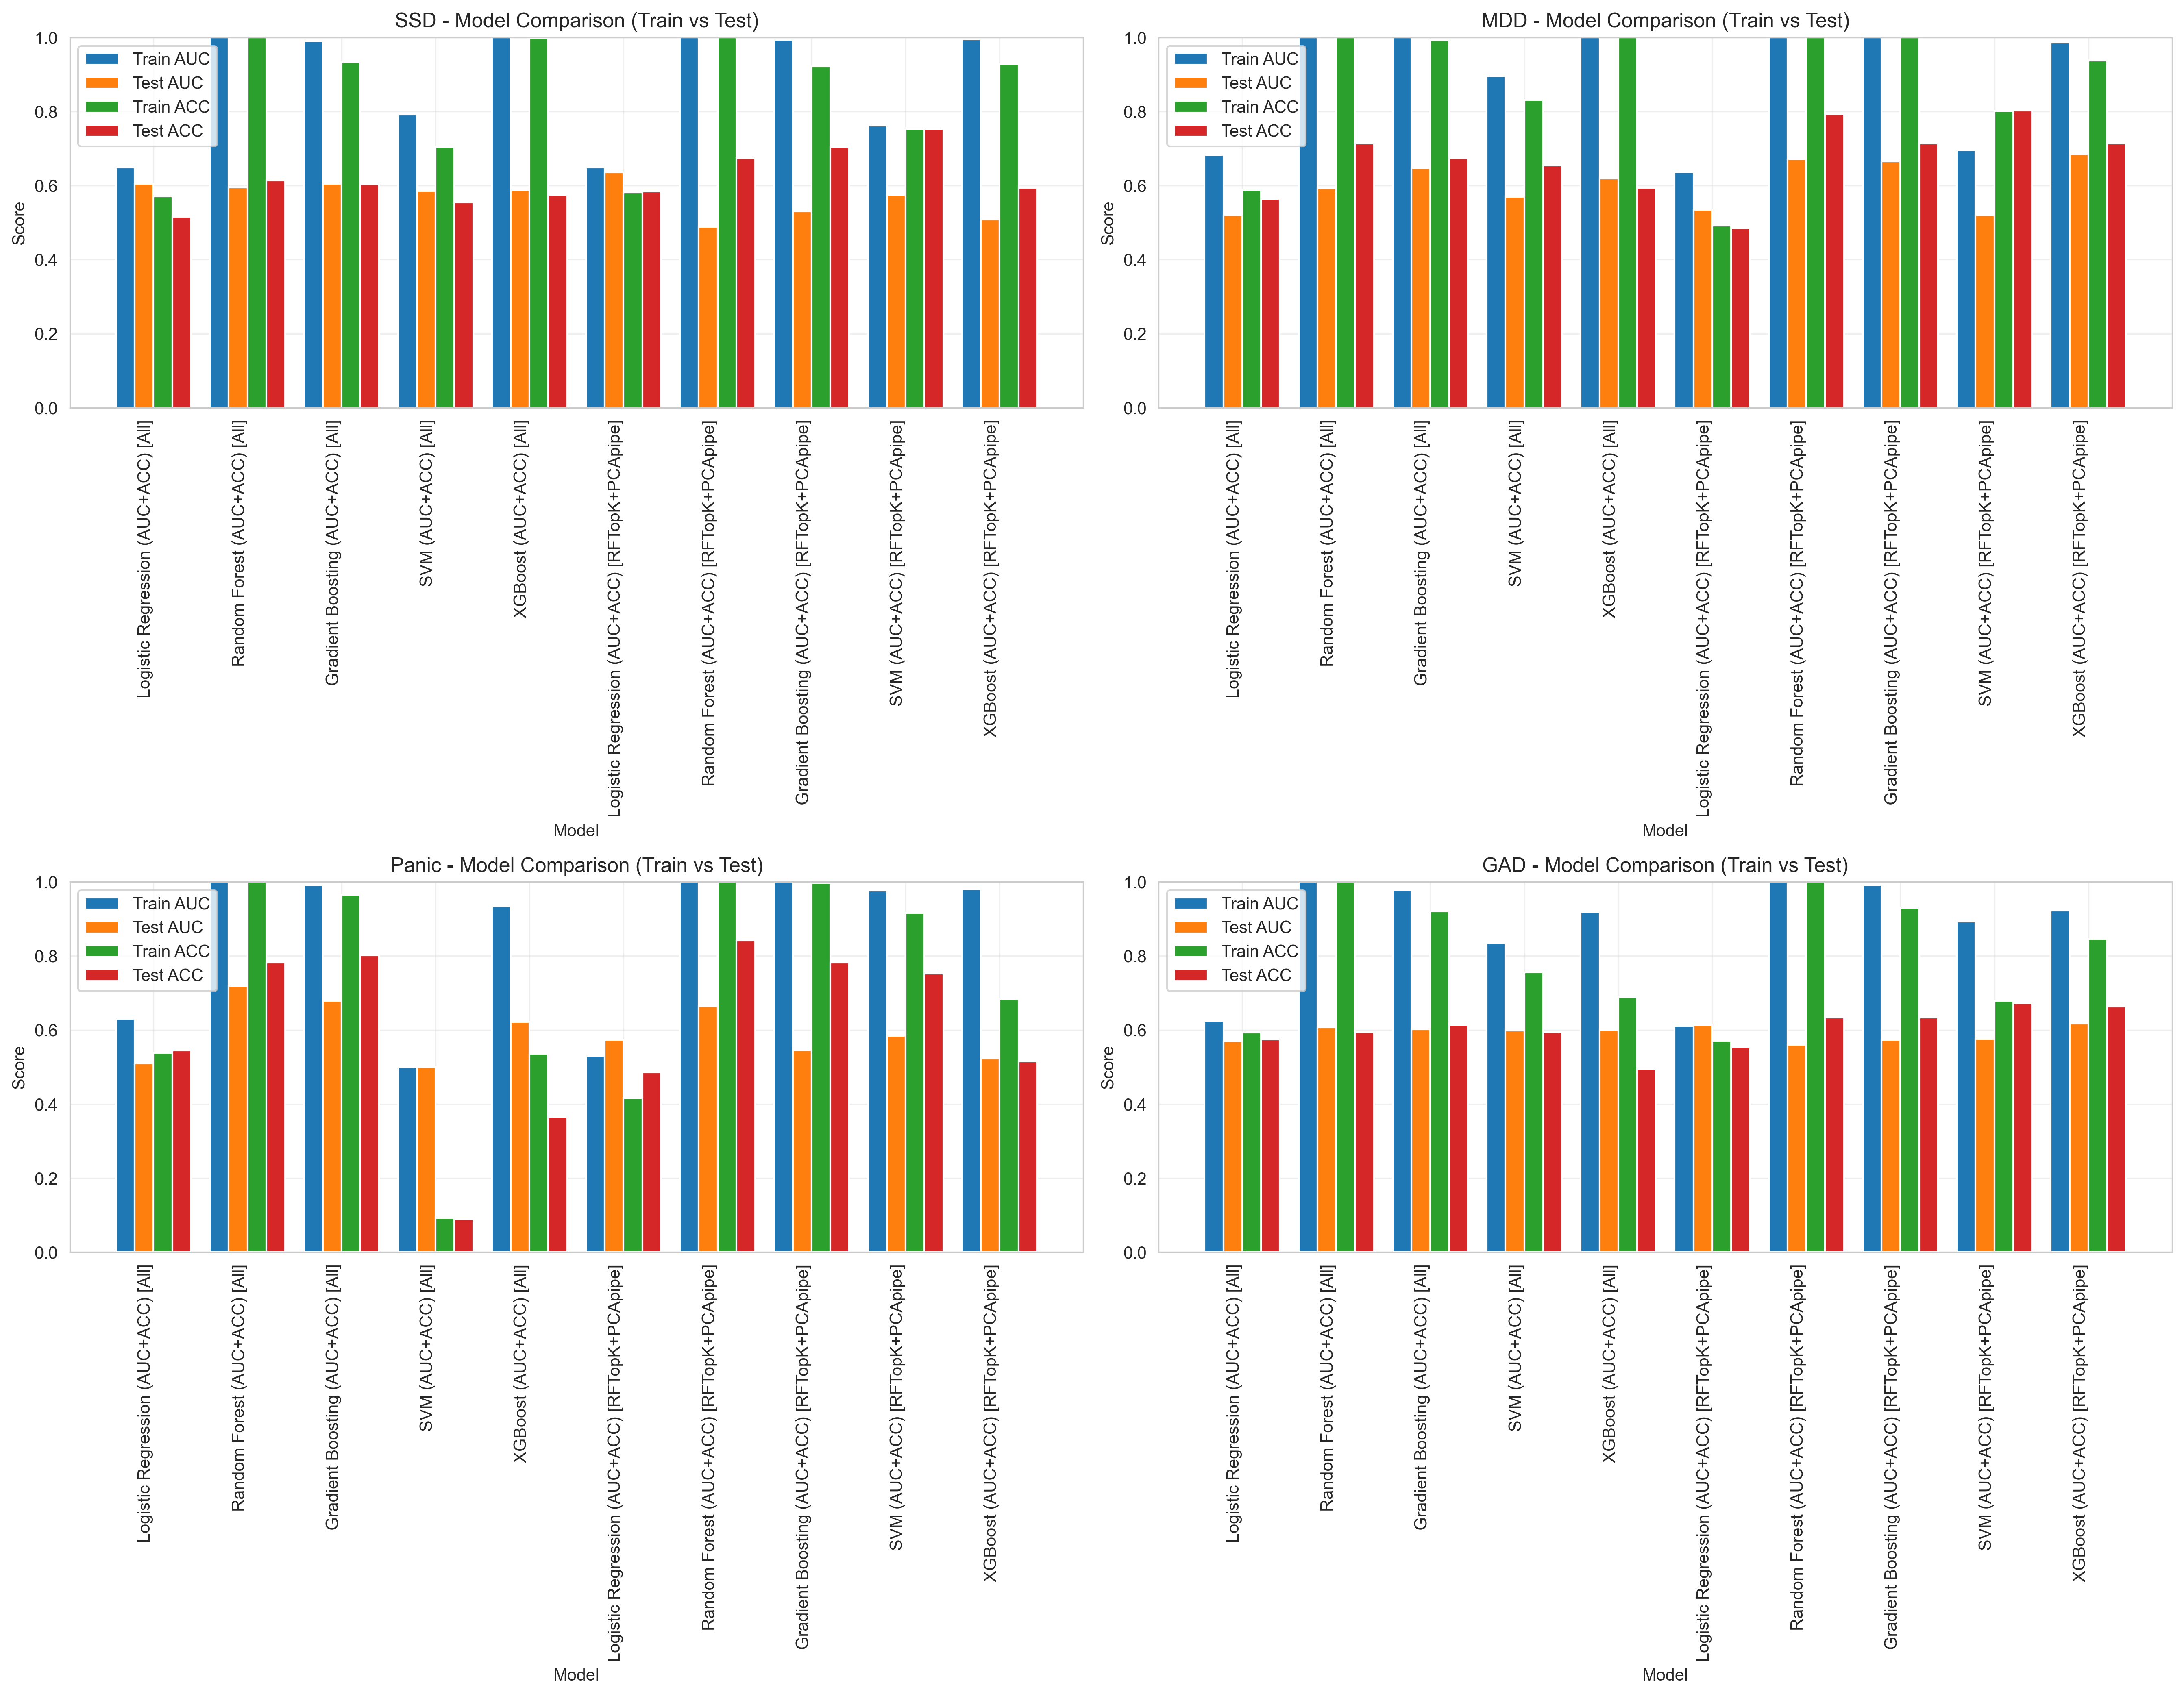 SSD - Model Comparison (Train vs Test)
1.0
0.8
0.6
0.4
0.2
0.0
Score
Train AUC
Test AUC
Train ACC
Test ACC
Logistic Regression (AUC+ACC) [All]
Random Forest (AUC+ACC) [All]
Gradient Boosting (AUC+ACC) [All]
SVM (AUC+ACC) [All]
XGBoost (AUC+ACC) [All]
Logistic Regression (AUC+ACC) [RFTopK+PCApipe]
Random Forest (AUC+ACC) [RFTopK+PCApipe]
Gradient Boosting (AUC+ACC) [RFTopK+PCApipe]
SVM (AUC+ACC) [RFTopK+PCApipe]
XGBoost (AUC+ACC) [RFTopK+PCApipe]
Model
MDD - Model Comparison (Train vs Test)
1.0
0.8
0.6
0.4
0.2
0.0
Score
Train AUC
Test AUC
Train ACC
Test ACC
Logistic Regression (AUC+ACC) [All]
Random Forest (AUC+ACC) [All]
Gradient Boosting (AUC+ACC) [All]
SVM (AUC+ACC) [All]
XGBoost (AUC+ACC) [All]
Logistic Regression (AUC+ACC) [RFTopK+PCApipe]
Random Forest (AUC+ACC) [RFTopK+PCApipe]
Gradient Boosting (AUC+ACC) [RFTopK+PCApipe]
SVM (AUC+ACC) [RFTopK+PCApipe]
XGBoost (AUC+ACC) [RFTopK+PCApipe]
Model
Panic - Model Comparison (Train vs Test)
1.0
0.8
0.6
0.4
0.2
0.0
Score
Train AUC
Test AUC
Train ACC
Test ACC
Logistic Regression (AUC+ACC) [All]
Random Forest (AUC+ACC) [All]
Gradient Boosting (AUC+ACC) [All]
SVM (AUC+ACC) [All]
XGBoost (AUC+ACC) [All]
Logistic Regression (AUC+ACC) [RFTopK+PCApipe]
Random Forest (AUC+ACC) [RFTopK+PCApipe]
Gradient Boosting (AUC+ACC) [RFTopK+PCApipe]
SVM (AUC+ACC) [RFTopK+PCApipe]
XGBoost (AUC+ACC) [RFTopK+PCApipe]
Model
GAD - Model Comparison (Train vs Test)
1.0
0.8
0.6
0.4
0.2
0.0
Score
Train AUC
Test AUC
Train ACC
Test ACC
Logistic Regression (AUC+ACC) [All]
Random Forest (AUC+ACC) [All]
Gradient Boosting (AUC+ACC) [All]
SVM (AUC+ACC) [All]
XGBoost (AUC+ACC) [All]
Logistic Regression (AUC+ACC) [RFTopK+PCApipe]
Random Forest (AUC+ACC) [RFTopK+PCApipe]
Gradient Boosting (AUC+ACC) [RFTopK+PCApipe]
SVM (AUC+ACC) [RFTopK+PCApipe]
XGBoost (AUC+ACC) [RFTopK+PCApipe]
Model